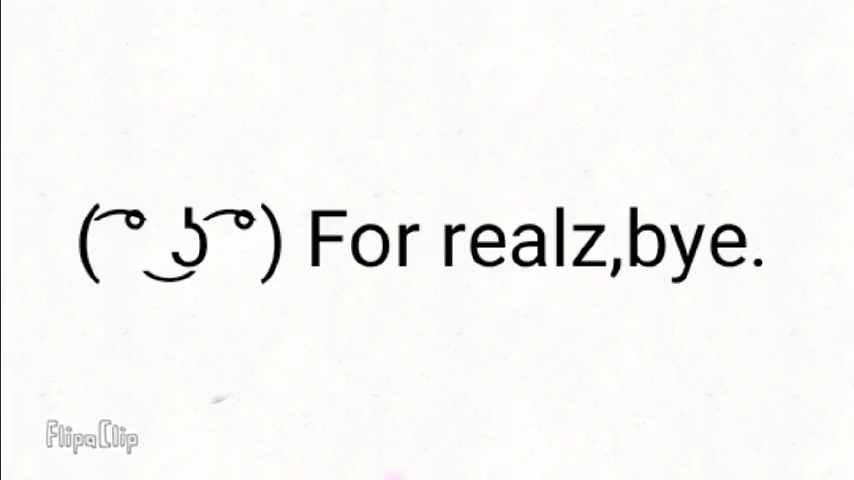 ( ͡° ͜ʖ ͡°) For realz,bye.
FlipaClip